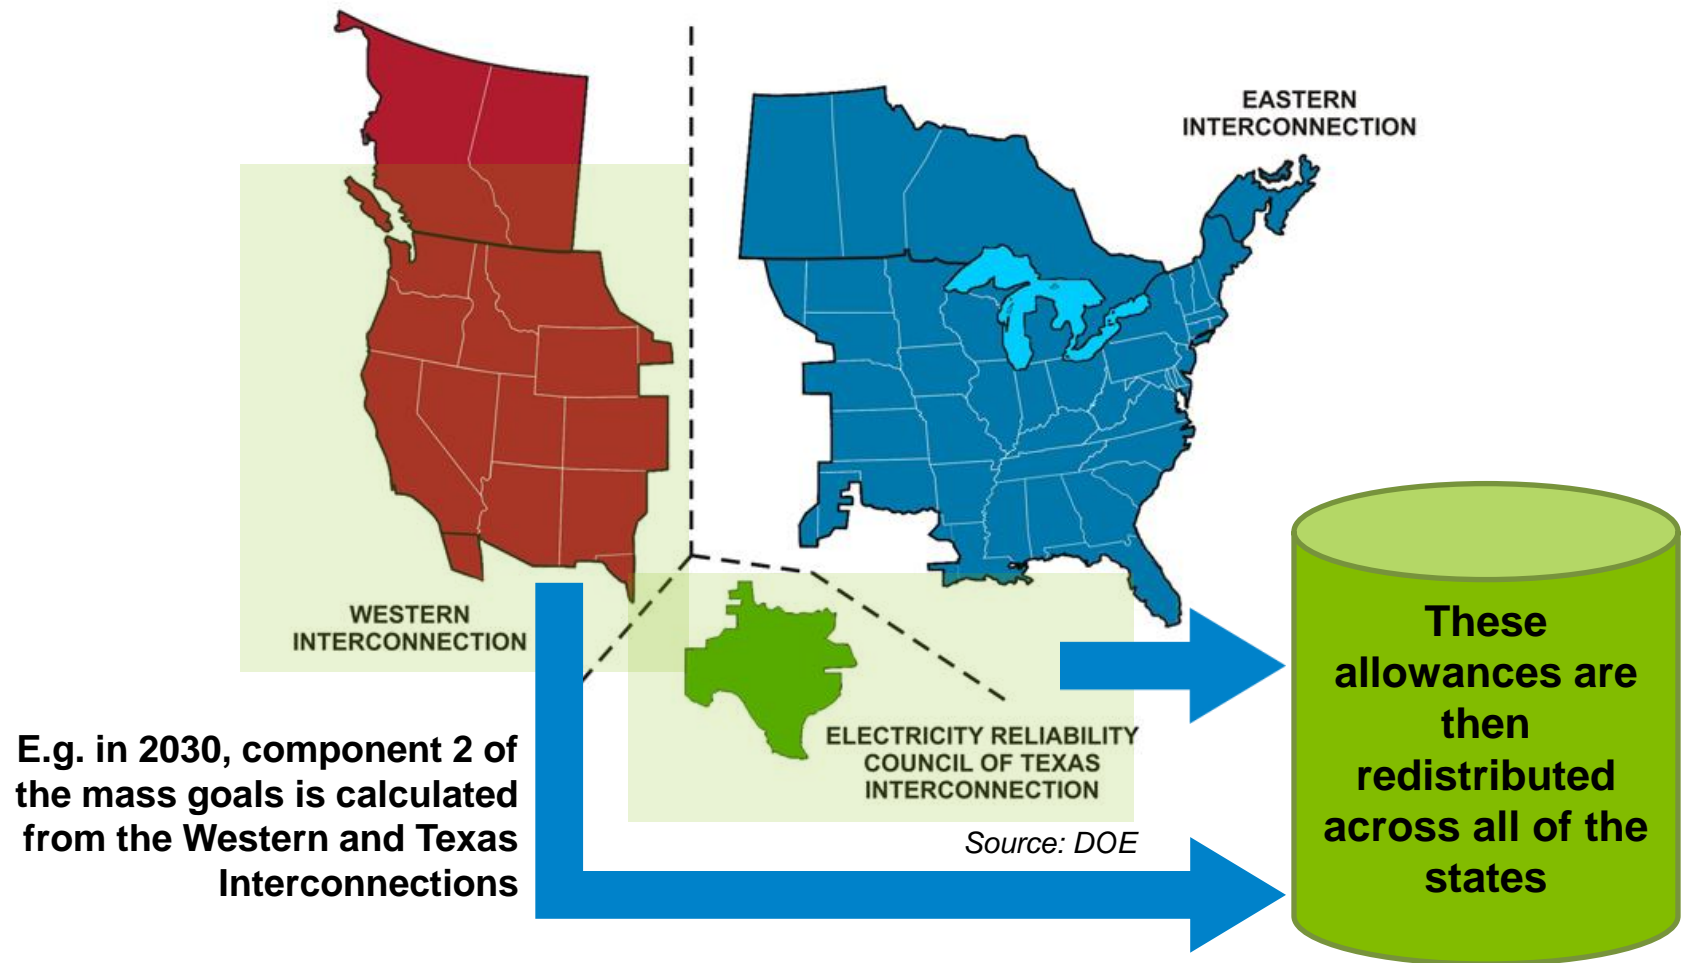 EASTERN
INTERCONNECTION
WESTERN
INTERCONNECTION
ELECTRICITY RELIABILITY
COUNCIL OF TEXAS
INTERCONNECTION
E.g. in 2030, component 2 of
the mass goals is calculated
from the Western and Texas
Interconnections
Source: DOE
These
allowances are
then
redistributed
across all of the
states